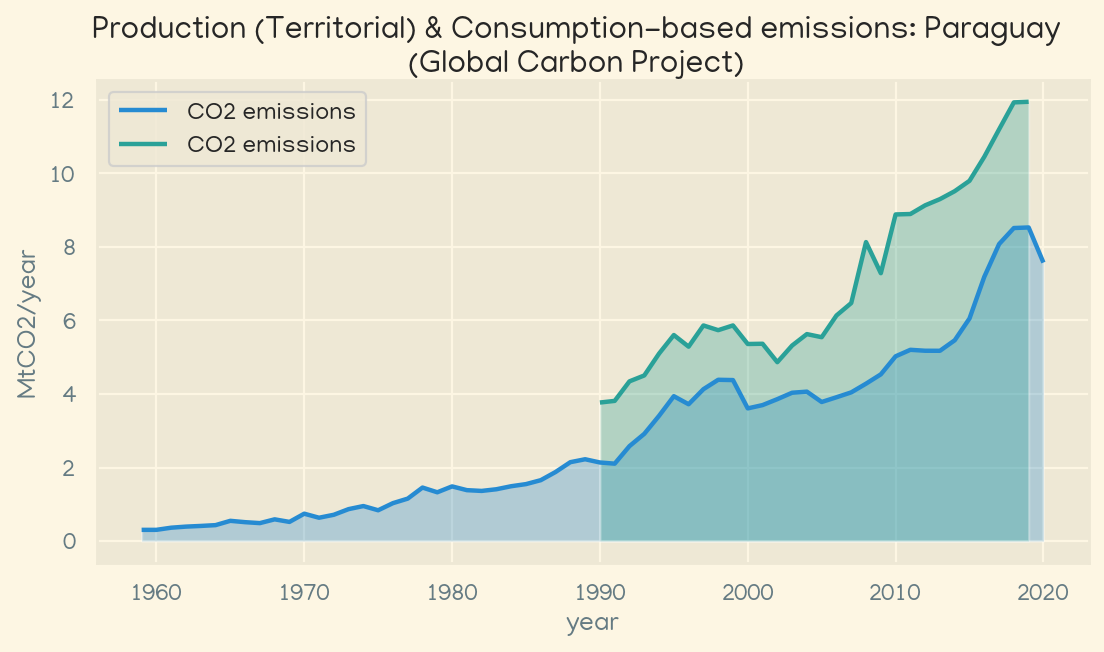 Production (Territorial) & Consumption-based emissions: Paraguay
(Global Carbon Project)
CO2 emissions
CO2 emissions
12
10
8
6
4
2
0
MtCO2/year
1960 1970 1980 1990 2000 2010 2020
year